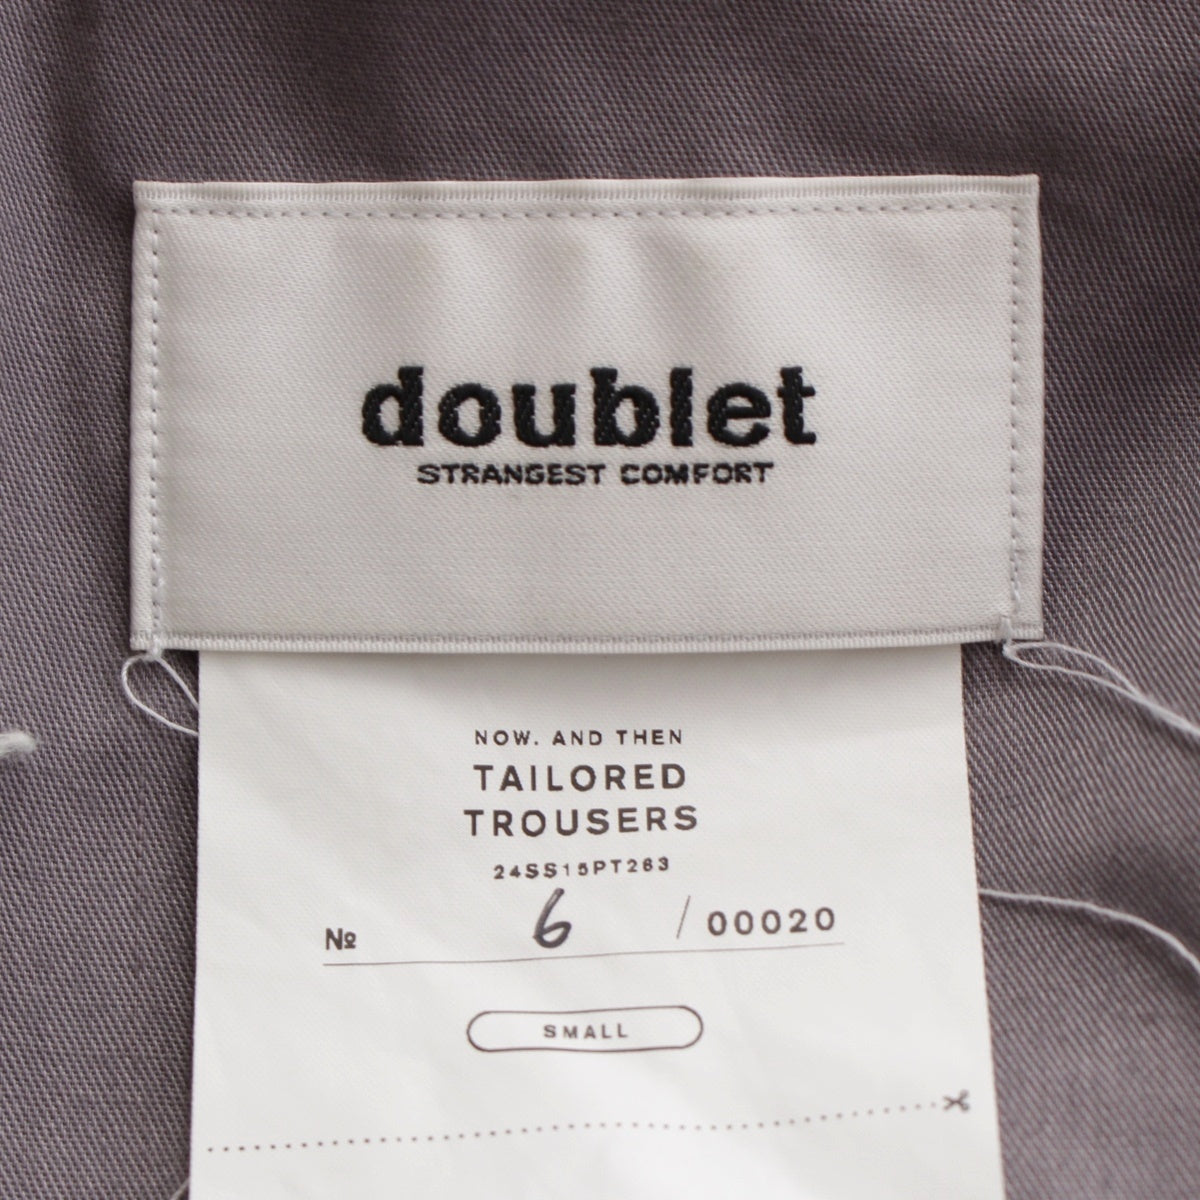 doublet
STRANGEST COMFORT
NOW. AND THEN
TAILORED
TROUSERS
24SS15PT263
№ 6 / 00020
SMALL